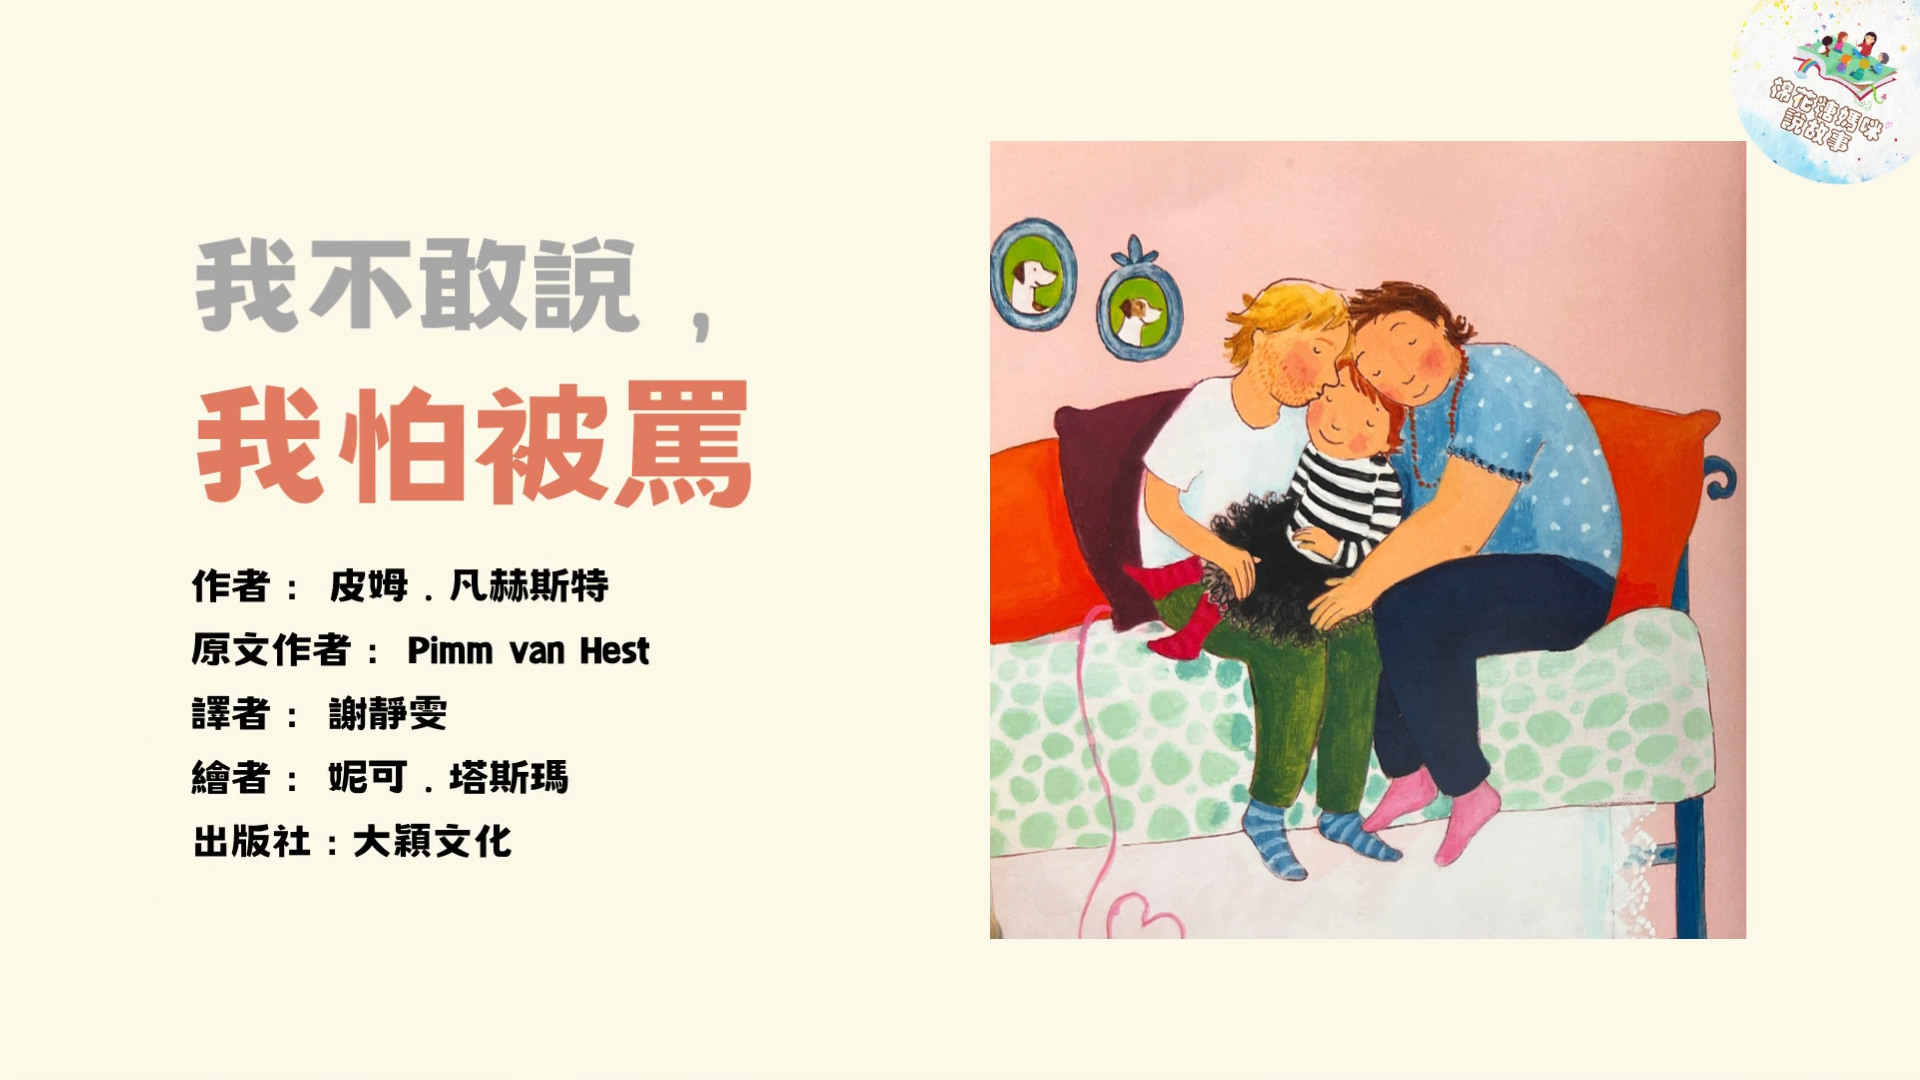 我不敢說，
我怕被罵
作者： 皮姆．凡赫斯特
原文作者： Pimm van Hest
譯者： 謝靜雯
繪者： 妮可．塔斯瑪
出版社：大穎文化
棉花糖媽咪
說故事